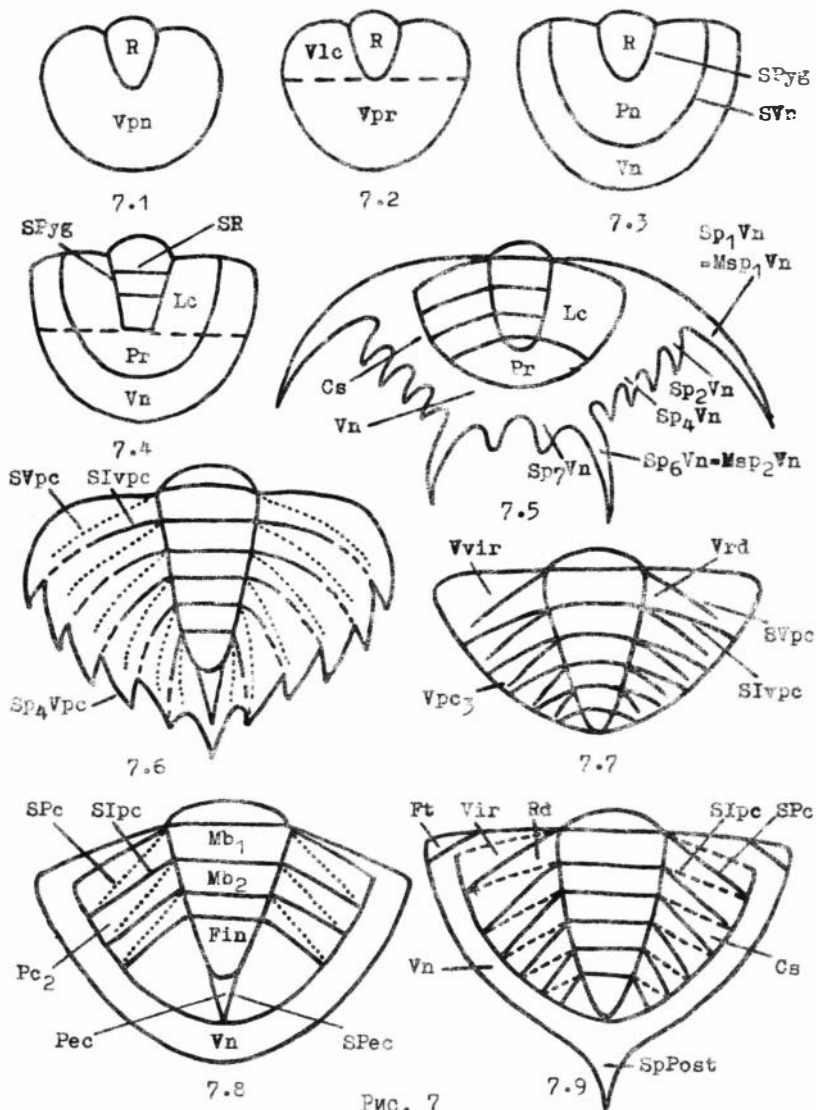 R
Vpn
7.1
Vlc
R
Vpr
7.2
R
SPyg
Pn
SVn
Vn
7.3
SPyg
SR
Lc
Pr
Vn
7.4
Sp₁Vn
=Msp₁Vn
Lc
Pr
Cs
Vn
Sp₂Vn
Sp₄Vn
Sp₇Vn
Sp₆Vn=Msp₂Vn
7.5
SVpc
SIvpc
Sp₄Vpc
7.6
Vvir
Vrd
SVpc
SIvpc
Vpc₃
7.7
SPc
SIpc
Mb₁
Mb₂
Fin
Pc₂
Pec
Vn
SPec
7.8
Ft
Vir
Rd
SIpc
SPc
Vn
Cs
SpPost
7.9
Рис. 7